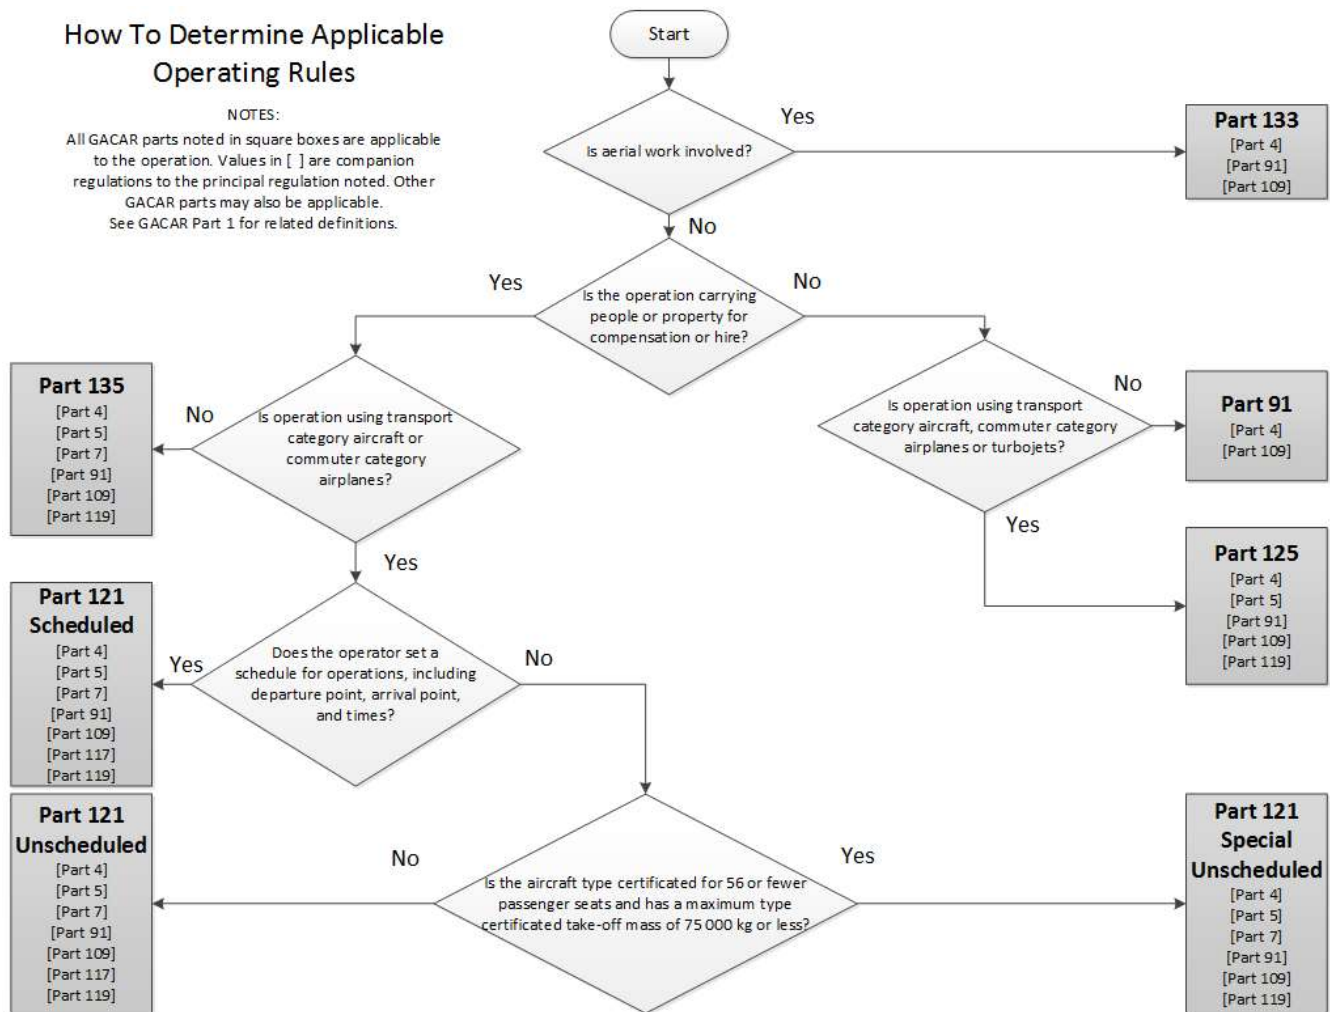 How To Determine Applicable
Operating Rules
NOTES:
All GACAR parts noted in square boxes are applicable
to the operation. Values in [ ] are companion
regulations to the principal regulation noted. Other
GACAR parts may also be applicable.
See GACAR Part 1 for related definitions.
Start
Is aerial work involved?
Yes
Part 133
[Part 4]
[Part 91]
[Part 109]
No
Is the operation carrying
people or property for
compensation or hire?
Yes
No
Is operation using transport
category aircraft or
commuter category
airplanes?
No
Part 135
[Part 4]
[Part 5]
[Part 7]
[Part 91]
[Part 109]
[Part 119]
Is operation using transport
category aircraft, commuter category
airplanes or turbojets?
No
Part 91
[Part 4]
[Part 109]
Yes
Part 125
[Part 4]
[Part 5]
[Part 91]
[Part 109]
[Part 119]
Yes
Does the operator set a
schedule for operations, including
departure point, arrival point,
and times?
Yes
Part 121
Scheduled
[Part 4]
[Part 5]
[Part 7]
[Part 91]
[Part 109]
[Part 117]
[Part 119]
No
Is the aircraft type certificated for 56 or fewer
passenger seats and has a maximum type
certificated take-off mass of 75 000 kg or less?
No
Part 121
Unscheduled
[Part 4]
[Part 5]
[Part 7]
[Part 91]
[Part 109]
[Part 117]
[Part 119]
Yes
Part 121
Special
Unscheduled
[Part 4]
[Part 5]
[Part 7]
[Part 91]
[Part 109]
[Part 119]